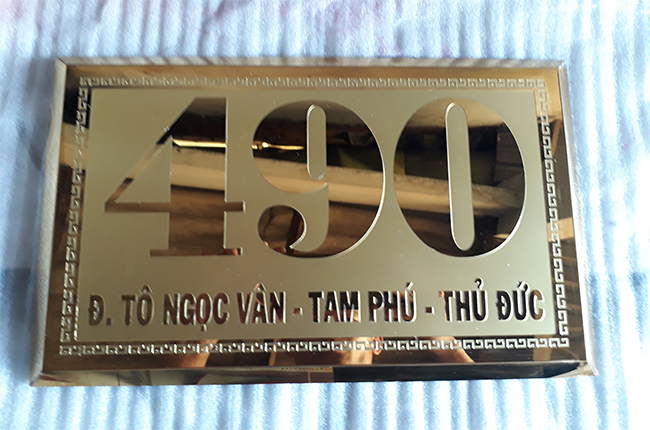 490
Đ. TÔ NGỌC VÂN - TAM PHÚ - THỦ ĐỨC